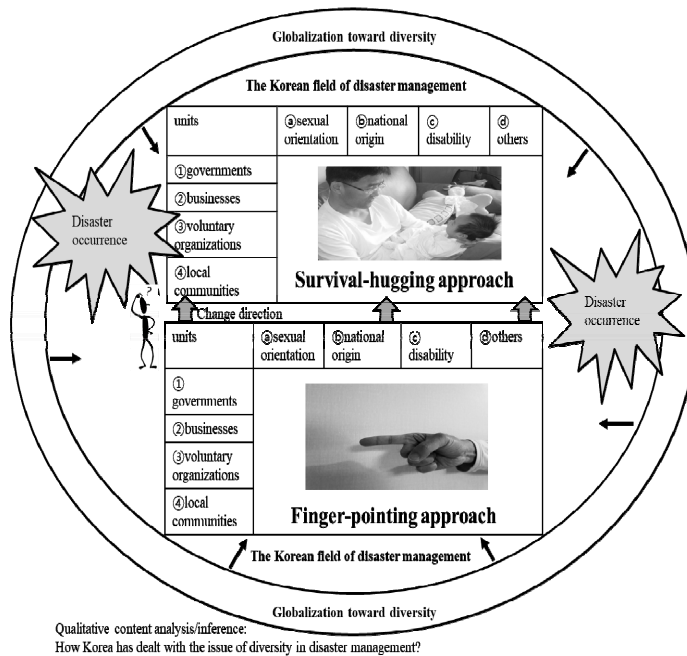 Globalization toward diversity
The Korean field of disaster management
units
ⓐsexual
orientation
ⓑnational
origin
ⓒ
disability
ⓓ
others
①governments
②businesses
③voluntary
organizations
④local
communities
Survival-hugging approach
Disaster
occurrence
Disaster
occurrence
?
Change direction
units
ⓐsexual
orientation
ⓑnational
origin
ⓒ
disability
ⓓothers
①
governments
②businesses
③voluntary
organizations
④local
communities
Finger-pointing approach
The Korean field of disaster management
Globalization toward diversity
Qualitative content analysis/inference:
How Korea has dealt with the issue of diversity in disaster management?